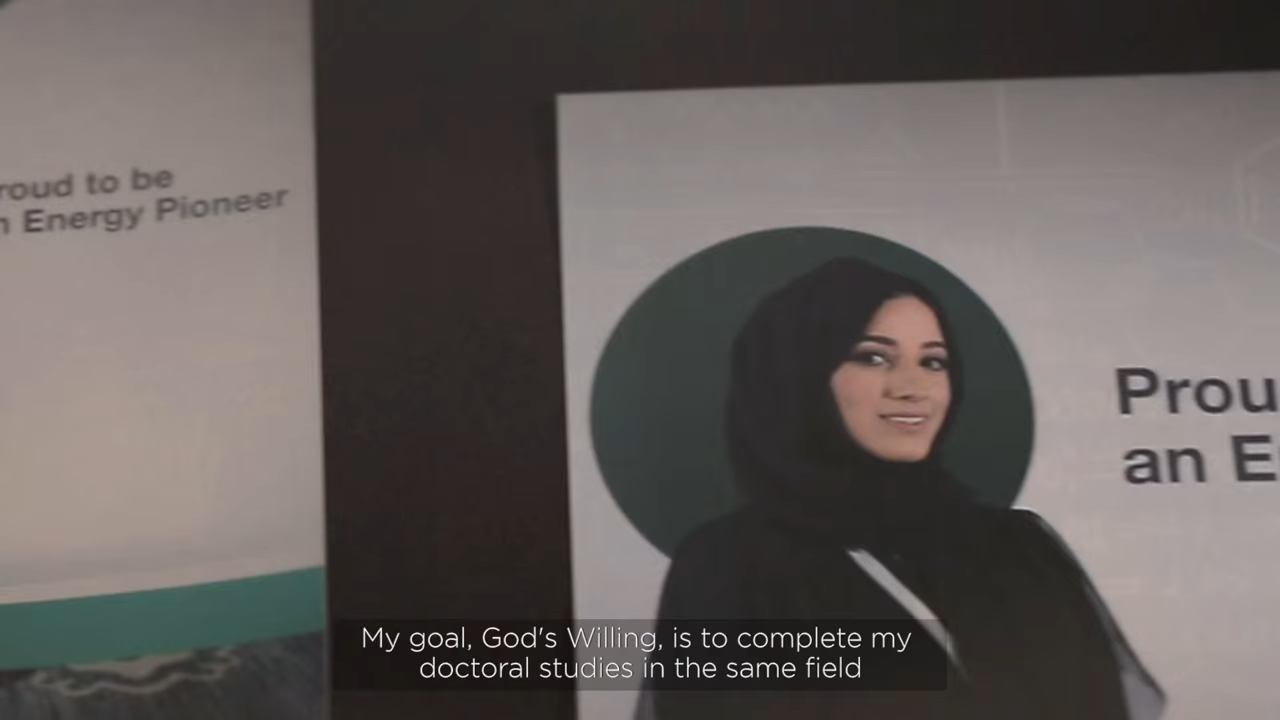 roud to be
n Energy Pioneer
Prou
an E
My goal, God's Willing, is to complete my
doctoral studies in the same field